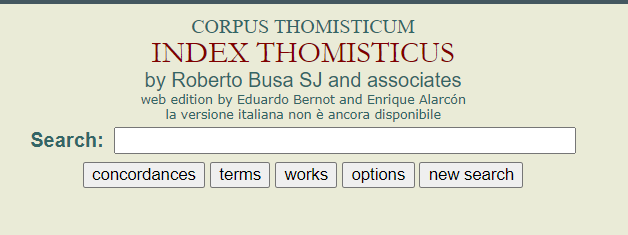 CORPUS THOMISTICUM
INDEX THOMISTICUS
by Roberto Busa SJ and associates
web edition by Eduardo Bernot and Enrique Alarcón
la versione italiana non è ancora disponibile
Search:
concordances terms works options new search